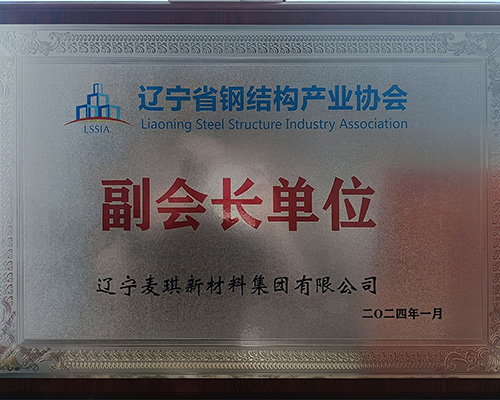 辽宁省钢结构产业协会
LSSIA
Liaoning Steel Structure Industry Association
副会长单位
辽宁麦琪新材料集团有限公司
二〇二四年一月